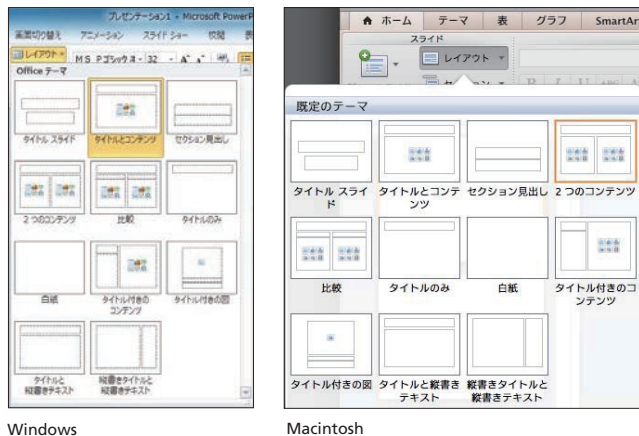 プレゼンテーション1 - Microsoft PowerP
画面切り替え アニメーション スライド ショー 校閲 表
レイアウト MS Pゴシック 32
Office テーマ
タイトル スライド タイトルとコンテンツ セクション見出し
2 つのコンテンツ 比較 タイトルのみ
白紙 タイトル付きの
コンテンツ タイトル付きの図
タイトルと
縦書きテキスト 縦書きタイトルと
縦書きテキスト
Windows
ホーム テーマ 表 グラフ SmartAr
スライド
レイアウト
B I U
既定のテーマ
タイトル スライ
ド タイトルとコンテ
ンツ セクション見出し 2 つのコンテンツ
比較 タイトルのみ 白紙 タイトル付きのコ
ンテンツ
タイトル付きの図 タイトルと縦書き
テキスト 縦書きタイトルと
縦書きテキスト
Macintosh